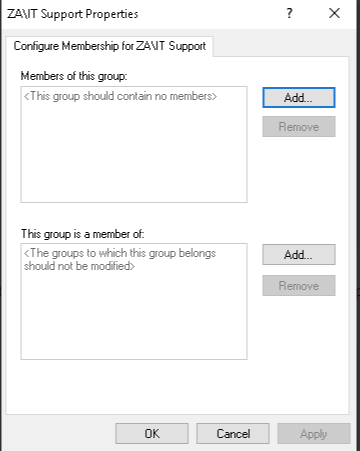 ZA\IT Support Properties
?
Configure Membership for ZA\IT Support
Members of this group:
<This group should contain no members>
Add...
Remove
This group is a member of:
<The groups to which this group belongs
should not be modified>
Add...
Remove
OK
Cancel
Apply